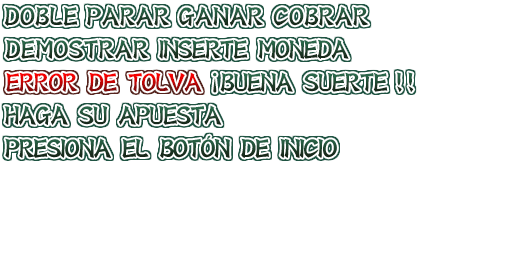 DOBLE PARAR GANAR COBRAR
DEMOSTRAR INSERTE MONEDA
ERROR DE TOLVA ¡BUENA SUERTE !!
HAGA SU APUESTA
PRESIONA EL BOTÓN DE INICIO